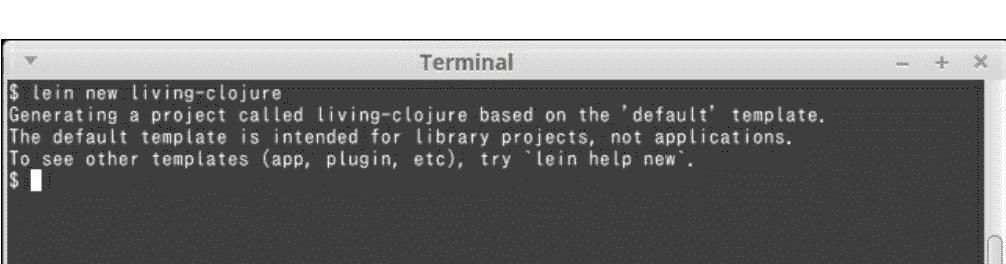 Terminal
$ lein new living-clojure
Generating a project called living-clojure based on the 'default' template.
The default template is intended for library projects, not applications.
To see other templates (app, plugin, etc), try `lein help new`.
$